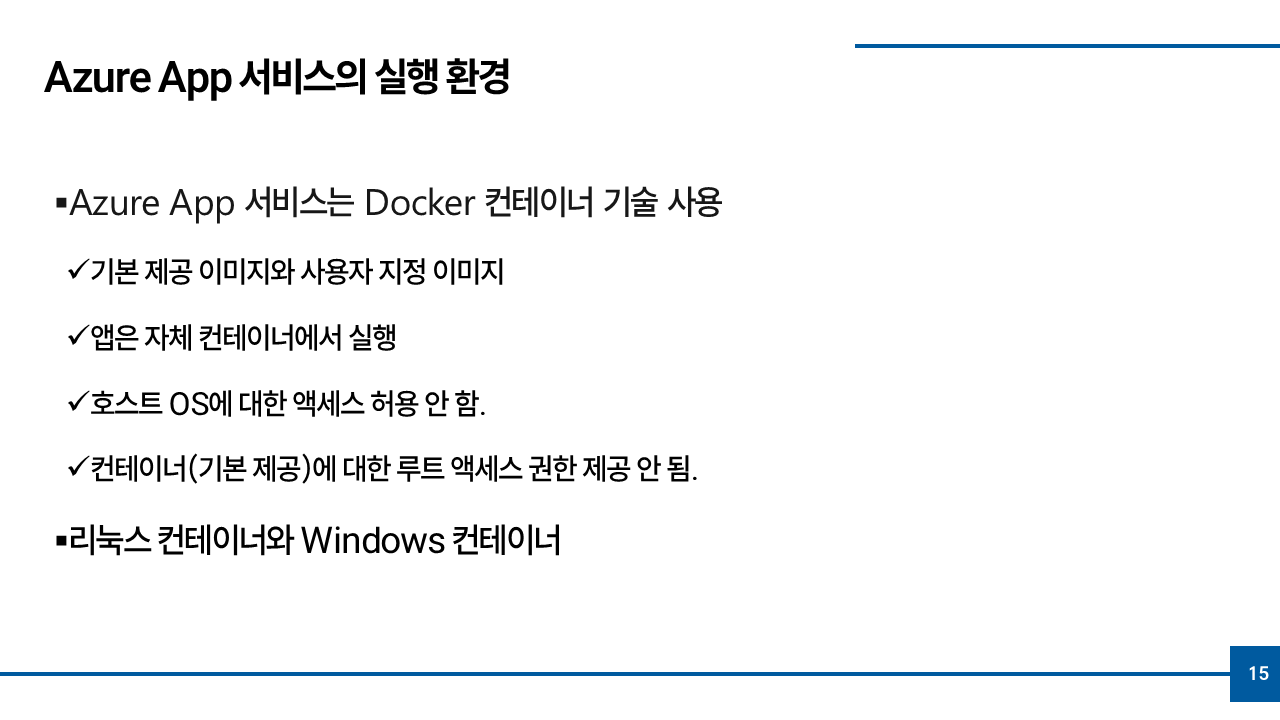 Azure App 서비스의 실행 환경
▪Azure App 서비스는 Docker 컨테이너 기술 사용
✓기본 제공 이미지와 사용자 지정 이미지
✓앱은 자체 컨테이너에서 실행
✓호스트 OS에 대한 액세스 허용 안 함.
✓컨테이너(기본 제공)에 대한 루트 액세스 권한 제공 안 됨.
▪리눅스 컨테이너와 Windows 컨테이너
15